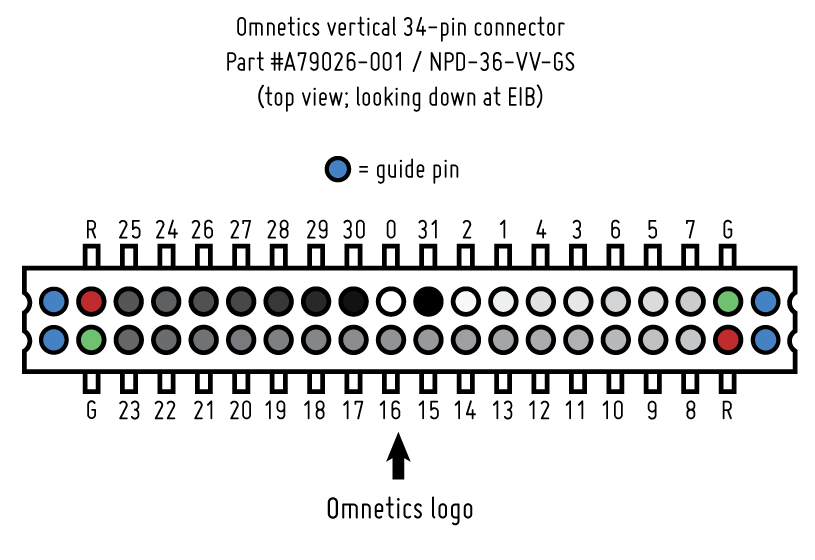 Omnetics vertical 34-pin connector
Part #A79026-001 / NPD-36-VV-GS
(top view; looking down at EIB)
= guide pin
R 25 24 26 27 28 29 30 0 31 2 1 4 3 6 5 7 G
G 23 22 21 20 19 18 17 16 15 14 13 12 11 10 9 8 R
Omnetics logo